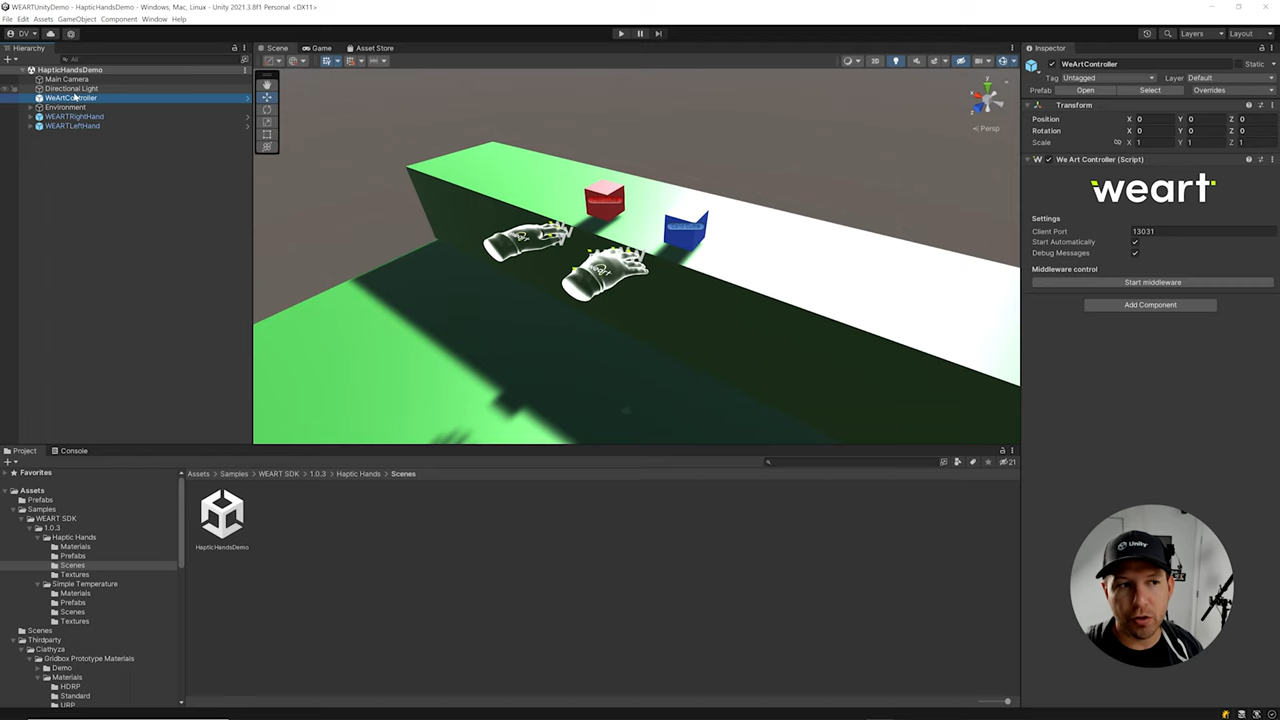 WEARTUnityDemo - HapticHandsDemo - Windows, Mac, Linux - Unity 2021.3.8f1 Personal <DX11>
File Edit Assets GameObject Component Window Help
DV
Layers
Layout
Hierarchy
All
HapticHandsDemo
Main Camera
Directional Light
WeArtController
Environment
WEARTRightHand
WEARTLeftHand
Scene
Game
Asset Store
2D
Persp
Inspector
WeArtController
Static
Tag Untagged
Layer Default
Prefab Open Select Overrides
Transform
Position X 0 Y 0 Z 0
Rotation X 0 Y 0 Z 0
Scale X 1 Y 1 Z 1
We Art Controller (Script)
weart
Settings
Client Port 13031
Start Automatically
Debug Messages
Middleware control
Start middleware
Add Component
Project
Console
21
Favorites
Assets
Prefabs
Samples
WEART SDK
1.0.3
Haptic Hands
Materials
Prefabs
Scenes
Textures
Simple Temperature
Materials
Prefabs
Scenes
Textures
Scenes
Thirdparty
Ciathyza
Gridbox Prototype Materials
Demo
Materials
HDRP
Standard
URP
Assets > Samples > WEART SDK > 1.0.3 > Haptic Hands > Scenes
HapticHandsDemo
Unity